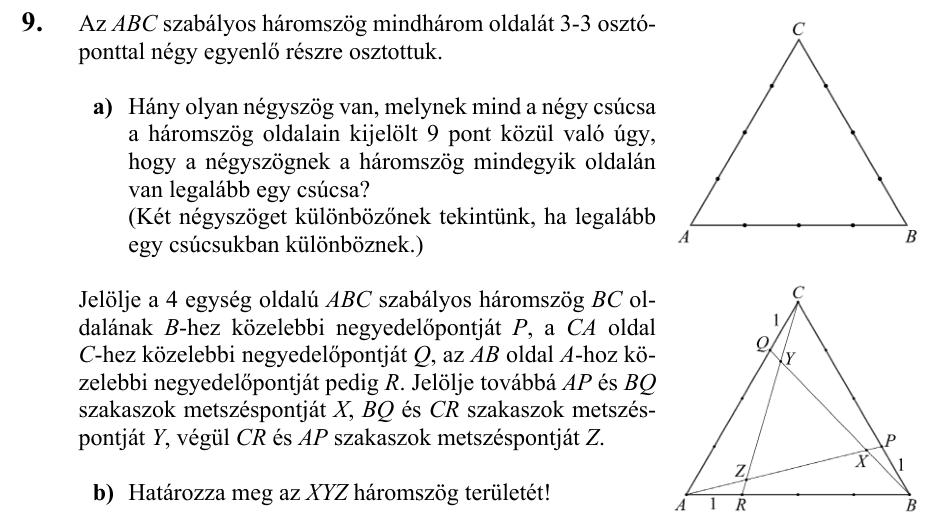 9. Az ABC szabályos háromszög mindhárom oldalát 3-3 osztó-
ponttal négy egyenlő részre osztottuk.
a) Hány olyan négyszög van, melynek mind a négy csúcsa
a háromszög oldalain kijelölt 9 pont közül való úgy,
hogy a négyszögnek a háromszög mindegyik oldalán
van legalább egy csúcsa?
(Két négyszöget különbözőnek tekintünk, ha legalább
egy csúcsukban különböznek.)
C
A
B
Jelölje a 4 egység oldalú ABC szabályos háromszög BC ol-
dalának B-hez közelebbi negyedelőpontját P, a CA oldal
C-hez közelebbi negyedelőpontját Q, az AB oldal A-hoz kö-
zelebbi negyedelőpontját pedig R. Jelölje továbbá AP és BQ
szakaszok metszéspontját X, BQ és CR szakaszok metszés-
pontját Y, végül CR és AP szakaszok metszéspontját Z.
b) Határozza meg az XYZ háromszög területét!
C
1
Q
Y
P
X
1
Z
A
1
R
B